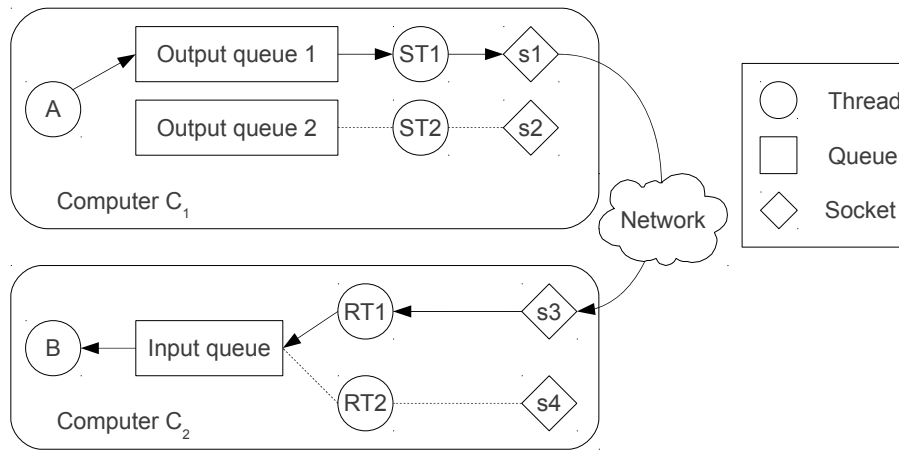 Output queue 1
ST1
s1
A
Output queue 2
ST2
s2
Computer C₁
Thread
Queue
Socket
Network
RT1
s3
B
Input queue
RT2
s4
Computer C₂